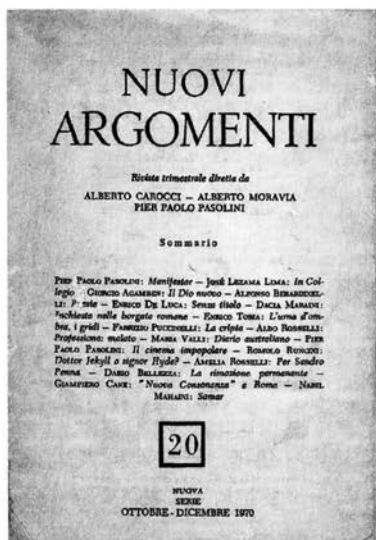 NUOVI
ARGOMENTI
Rivista trimestrale diretta da
ALBERTO CAROCCI – ALBERTO MORAVIA
PIER PAOLO PASOLINI
Sommario
PIER PAOLO PASOLINI: Manifestar – JOSÉ LEZAMA LIMA: In Col-
legio – GIORGIO AGAMBEN: Il Dio nuovo – ALFONSO BERARDINEL-
LI: – ENRICO DE LUCA: Senza titolo – DACIA MARAINI:
Inchiesta nelle borgate romane – ENRICO TOBIA: L'urna d'om-
bra, i gridi – FABRIZIO PUCCINELLI: La cripta – ALDO ROSSELLI:
Professione: malato – MARIA VALLI: Diario australiano – PIER
PAOLO PASOLINI: Il cinema impopolare – ROMOLO RUNCINI:
Dottor Jekyll o signor Hyde? – AMELIA ROSSELLI: Per Sandro
Penna – DARIO BELLEZZA: La rimozione permanente –
GIAMPIERO CANE: "Nuova Consonanza" e Roma – NABIL
MAHAINI: Samar
20
NUOVA
SERIE
OTTOBRE - DICEMBRE 1970